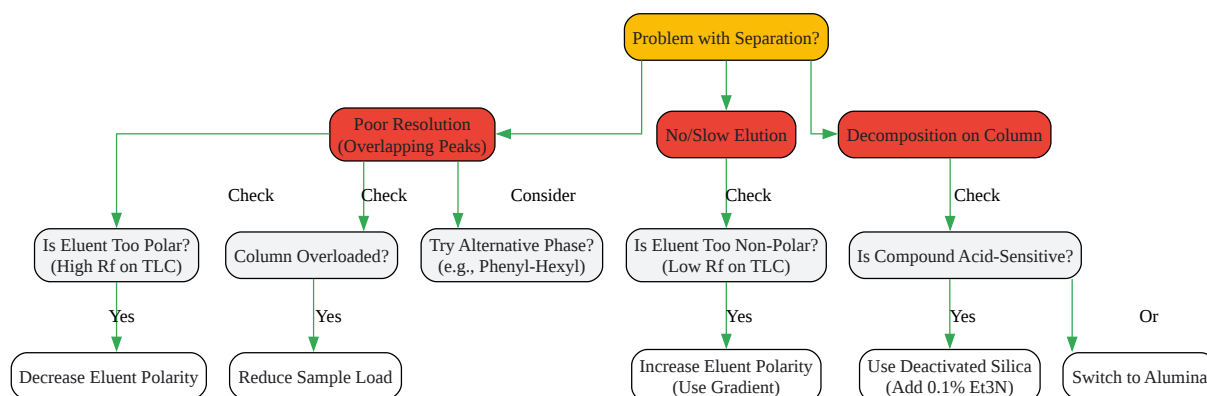 Problem with Separation?
Poor Resolution
(Overlapping Peaks)
No/Slow Elution
Decomposition on Column
Check
Check
Consider
Check
Check
Is Eluent Too Polar?
(High Rf on TLC)
Column Overloaded?
Try Alternative Phase?
(e.g., Phenyl-Hexyl)
Is Eluent Too Non-Polar?
(Low Rf on TLC)
Is Compound Acid-Sensitive?
Yes
Yes
Yes
Yes
Or
Decrease Eluent Polarity
Reduce Sample Load
Increase Eluent Polarity
(Use Gradient)
Use Deactivated Silica
(Add 0.1% Et3N)
Switch to Alumina